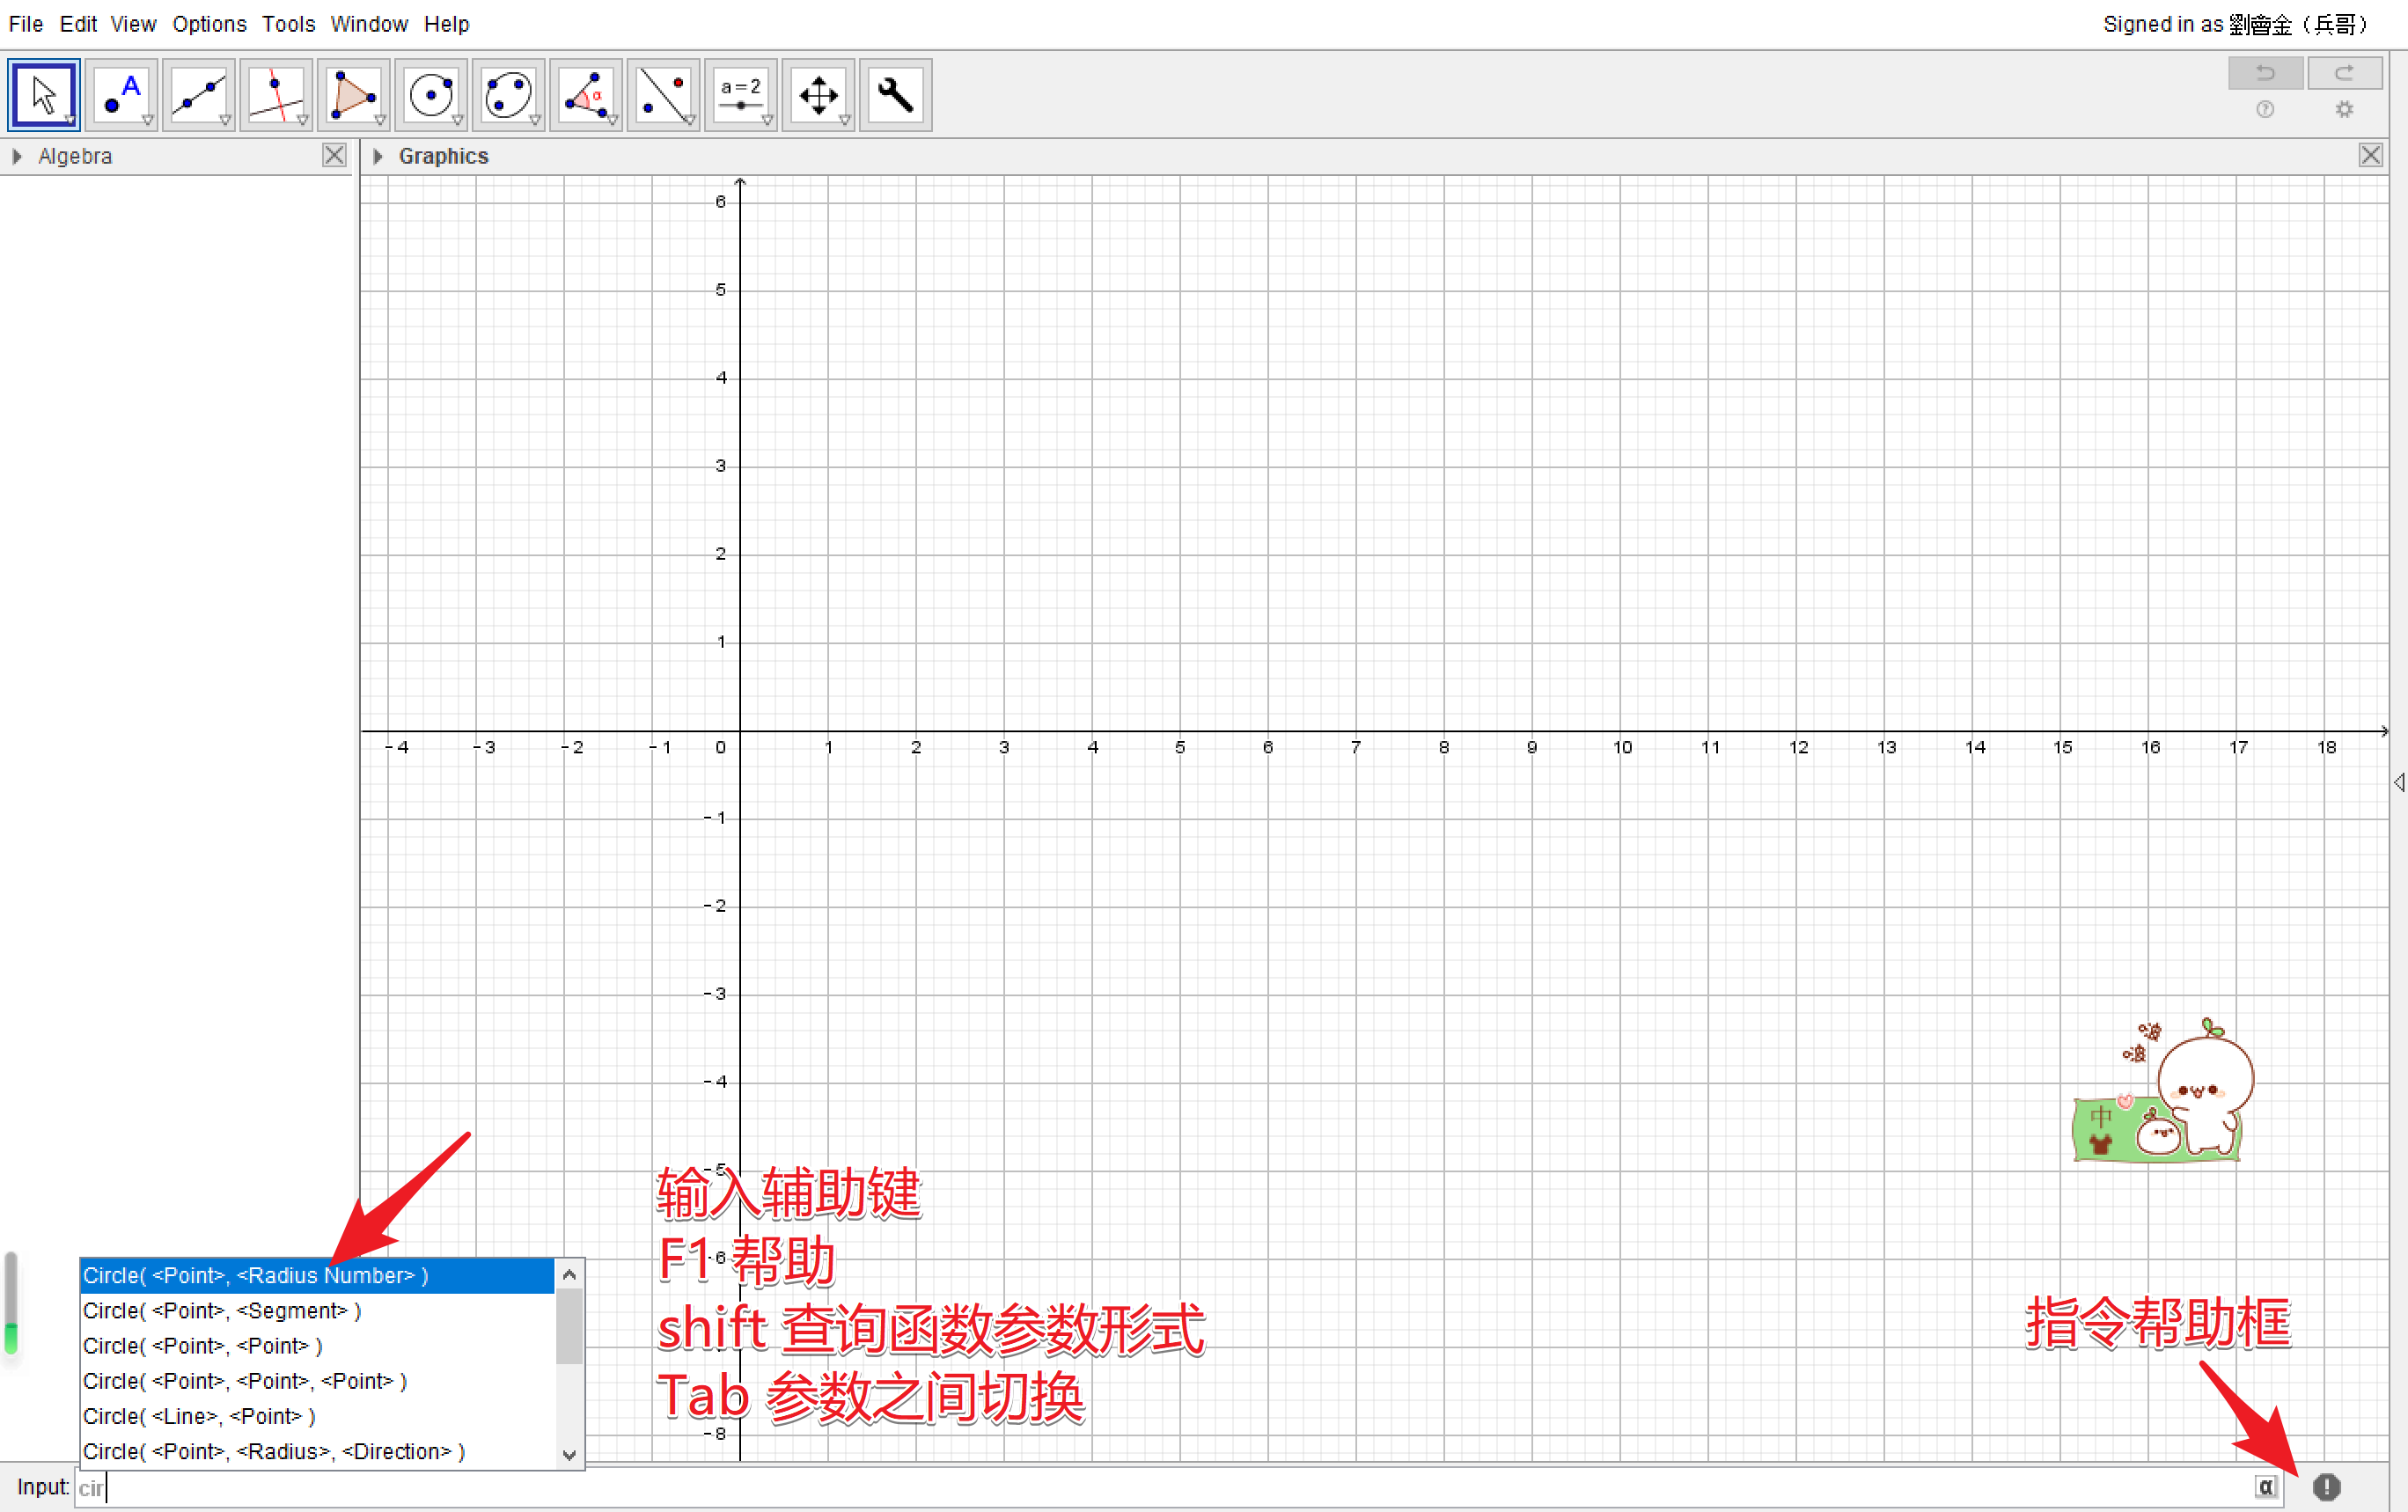 File Edit View Options Tools Window Help
Signed in as 劉會金（兵哥）
A
α
a = 2
Algebra
Graphics
6
5
4
3
2
1
-4 -3 -2 -1 0 1 2 3 4 5 6 7 8 9 10 11 12 13 14 15 16 17 18
-1
-2
-3
-4
中
-5
输入辅助键
-6
F1 帮助
shift 查询函数参数形式
Tab 参数之间切换
-8
指令帮助框
Circle( <Point>, <Radius Number> )
Circle( <Point>, <Segment> )
Circle( <Point>, <Point> )
Circle( <Point>, <Point>, <Point> )
Circle( <Line>, <Point> )
Circle( <Point>, <Radius>, <Direction> )
Input: cir
α